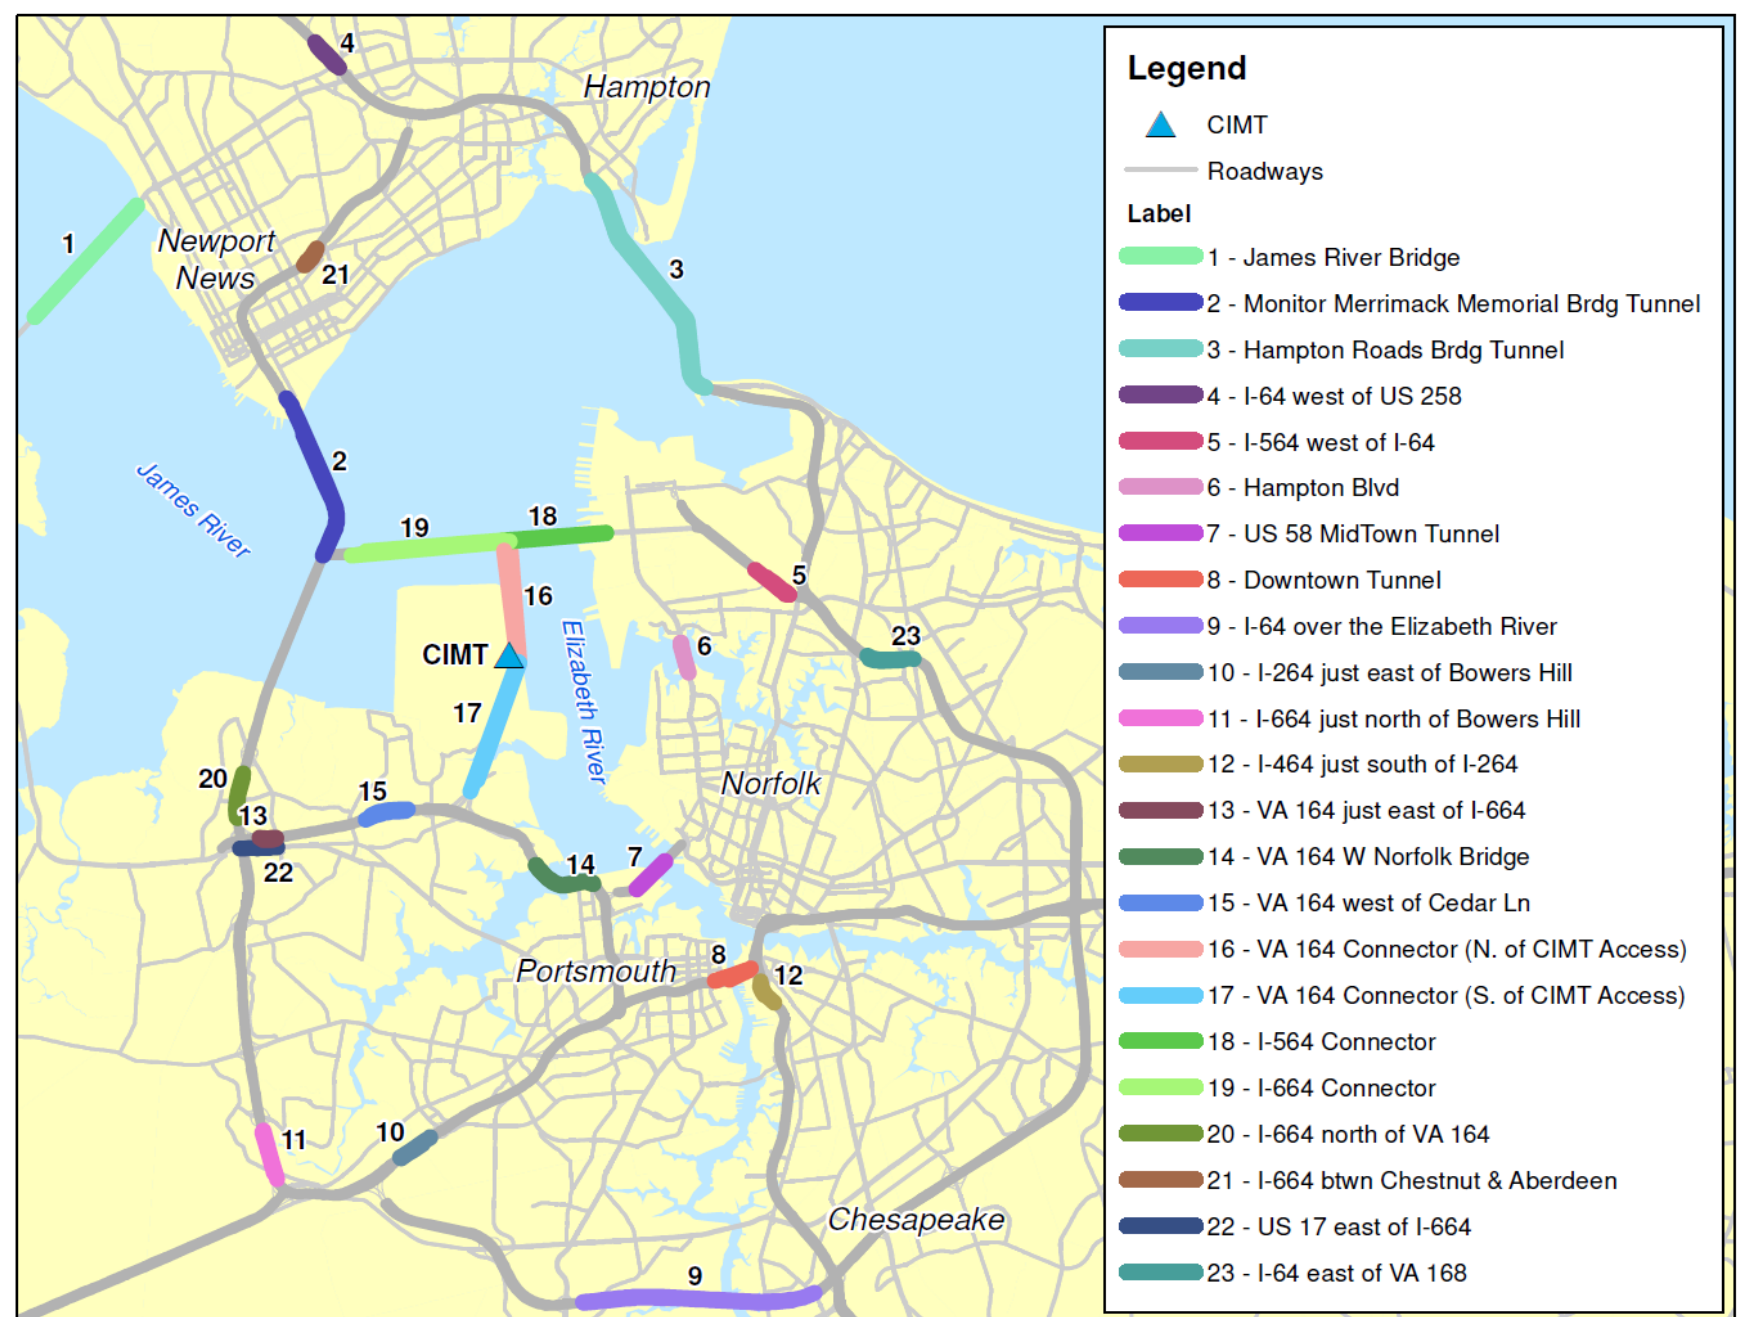 4
Hampton
1
Newport
News
21
3
2
James River
19
18
16
5
CIMT
Elizabeth River
6
23
17
20
15
13
Norfolk
22
14
7
Portsmouth
8
12
11
10
Chesapeake
9
Legend
CIMT
Roadways
Label
1 - James River Bridge
2 - Monitor Merrimack Memorial Brdg Tunnel
3 - Hampton Roads Brdg Tunnel
4 - I-64 west of US 258
5 - I-564 west of I-64
6 - Hampton Blvd
7 - US 58 MidTown Tunnel
8 - Downtown Tunnel
9 - I-64 over the Elizabeth River
10 - I-264 just east of Bowers Hill
11 - I-664 just north of Bowers Hill
12 - I-464 just south of I-264
13 - VA 164 just east of I-664
14 - VA 164 W Norfolk Bridge
15 - VA 164 west of Cedar Ln
16 - VA 164 Connector (N. of CIMT Access)
17 - VA 164 Connector (S. of CIMT Access)
18 - I-564 Connector
19 - I-664 Connector
20 - I-664 north of VA 164
21 - I-664 btwn Chestnut & Aberdeen
22 - US 17 east of I-664
23 - I-64 east of VA 168